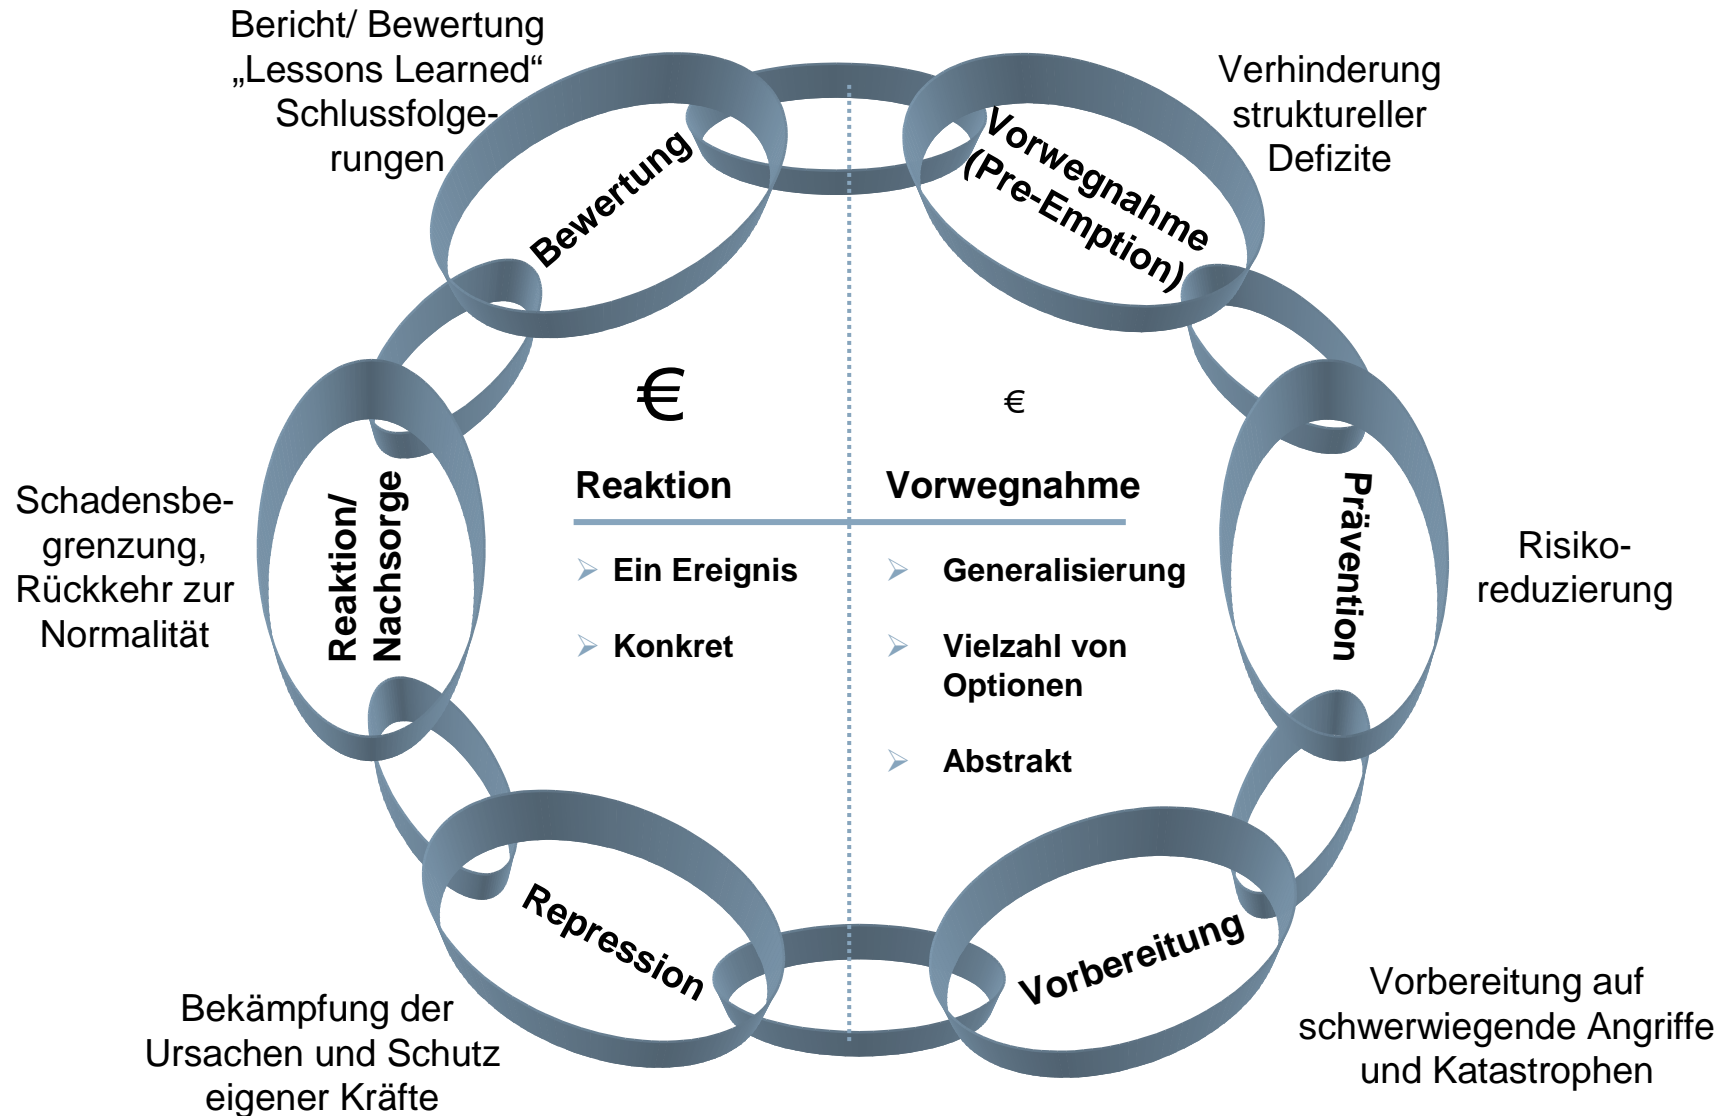 Bericht/ Bewertung
„Lessons Learned“
Schlussfolge-
rungen
Bewertung
Vorwegnahme
(Pre-Emption)
Verhinderung
struktureller
Defizite
€
€
Reaktion
Vorwegnahme
Ein Ereignis
Konkret
Generalisierung
Vielzahl von
Optionen
Abstrakt
Schadensbe-
grenzung,
Rückkehr zur
Normalität
Reaktion/
Nachsorge
Prävention
Risiko-
reduzierung
Repression
Vorbereitung
Bekämpfung der
Ursachen und Schutz
eigener Kräfte
Vorbereitung auf
schwerwiegende Angriffe
und Katastrophen